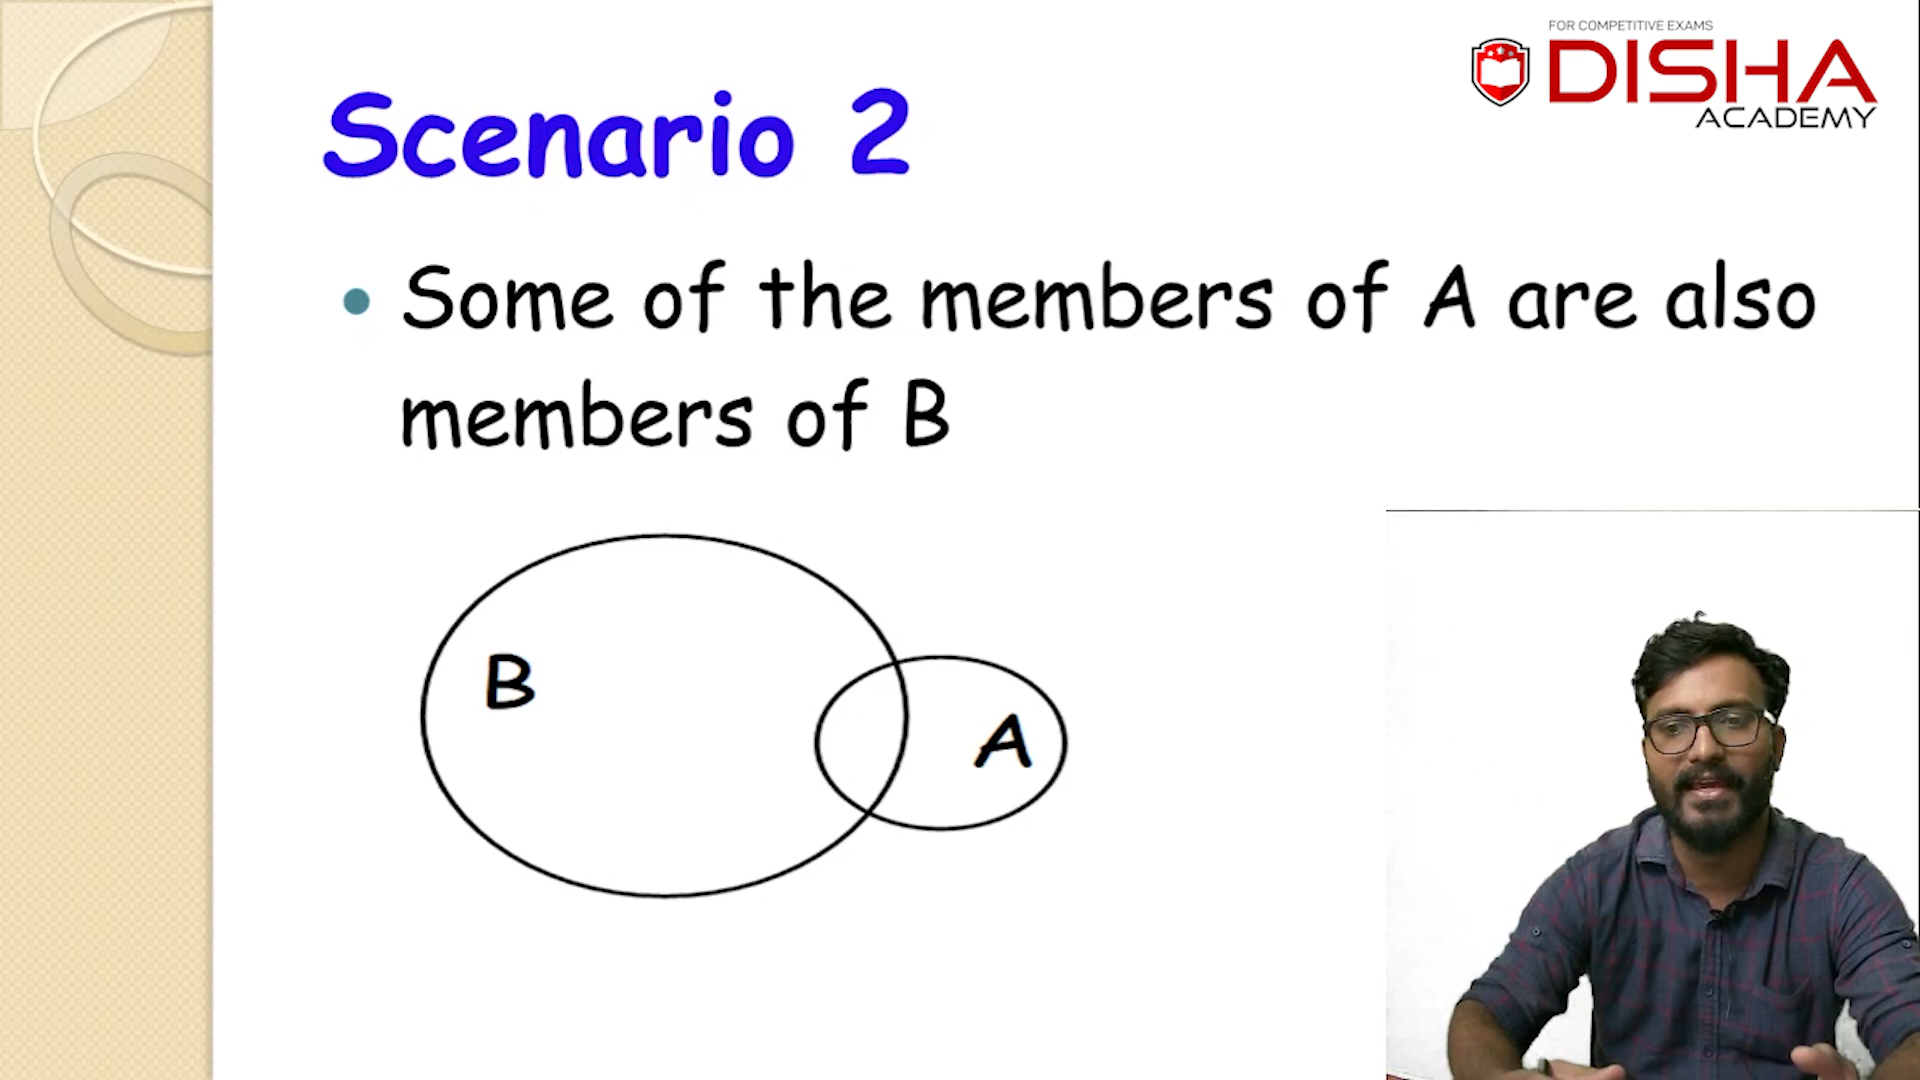 FOR COMPETITIVE EXAMS
DISHA
ACADEMY
Scenario 2
Some of the members of A are also
members of B
B
A